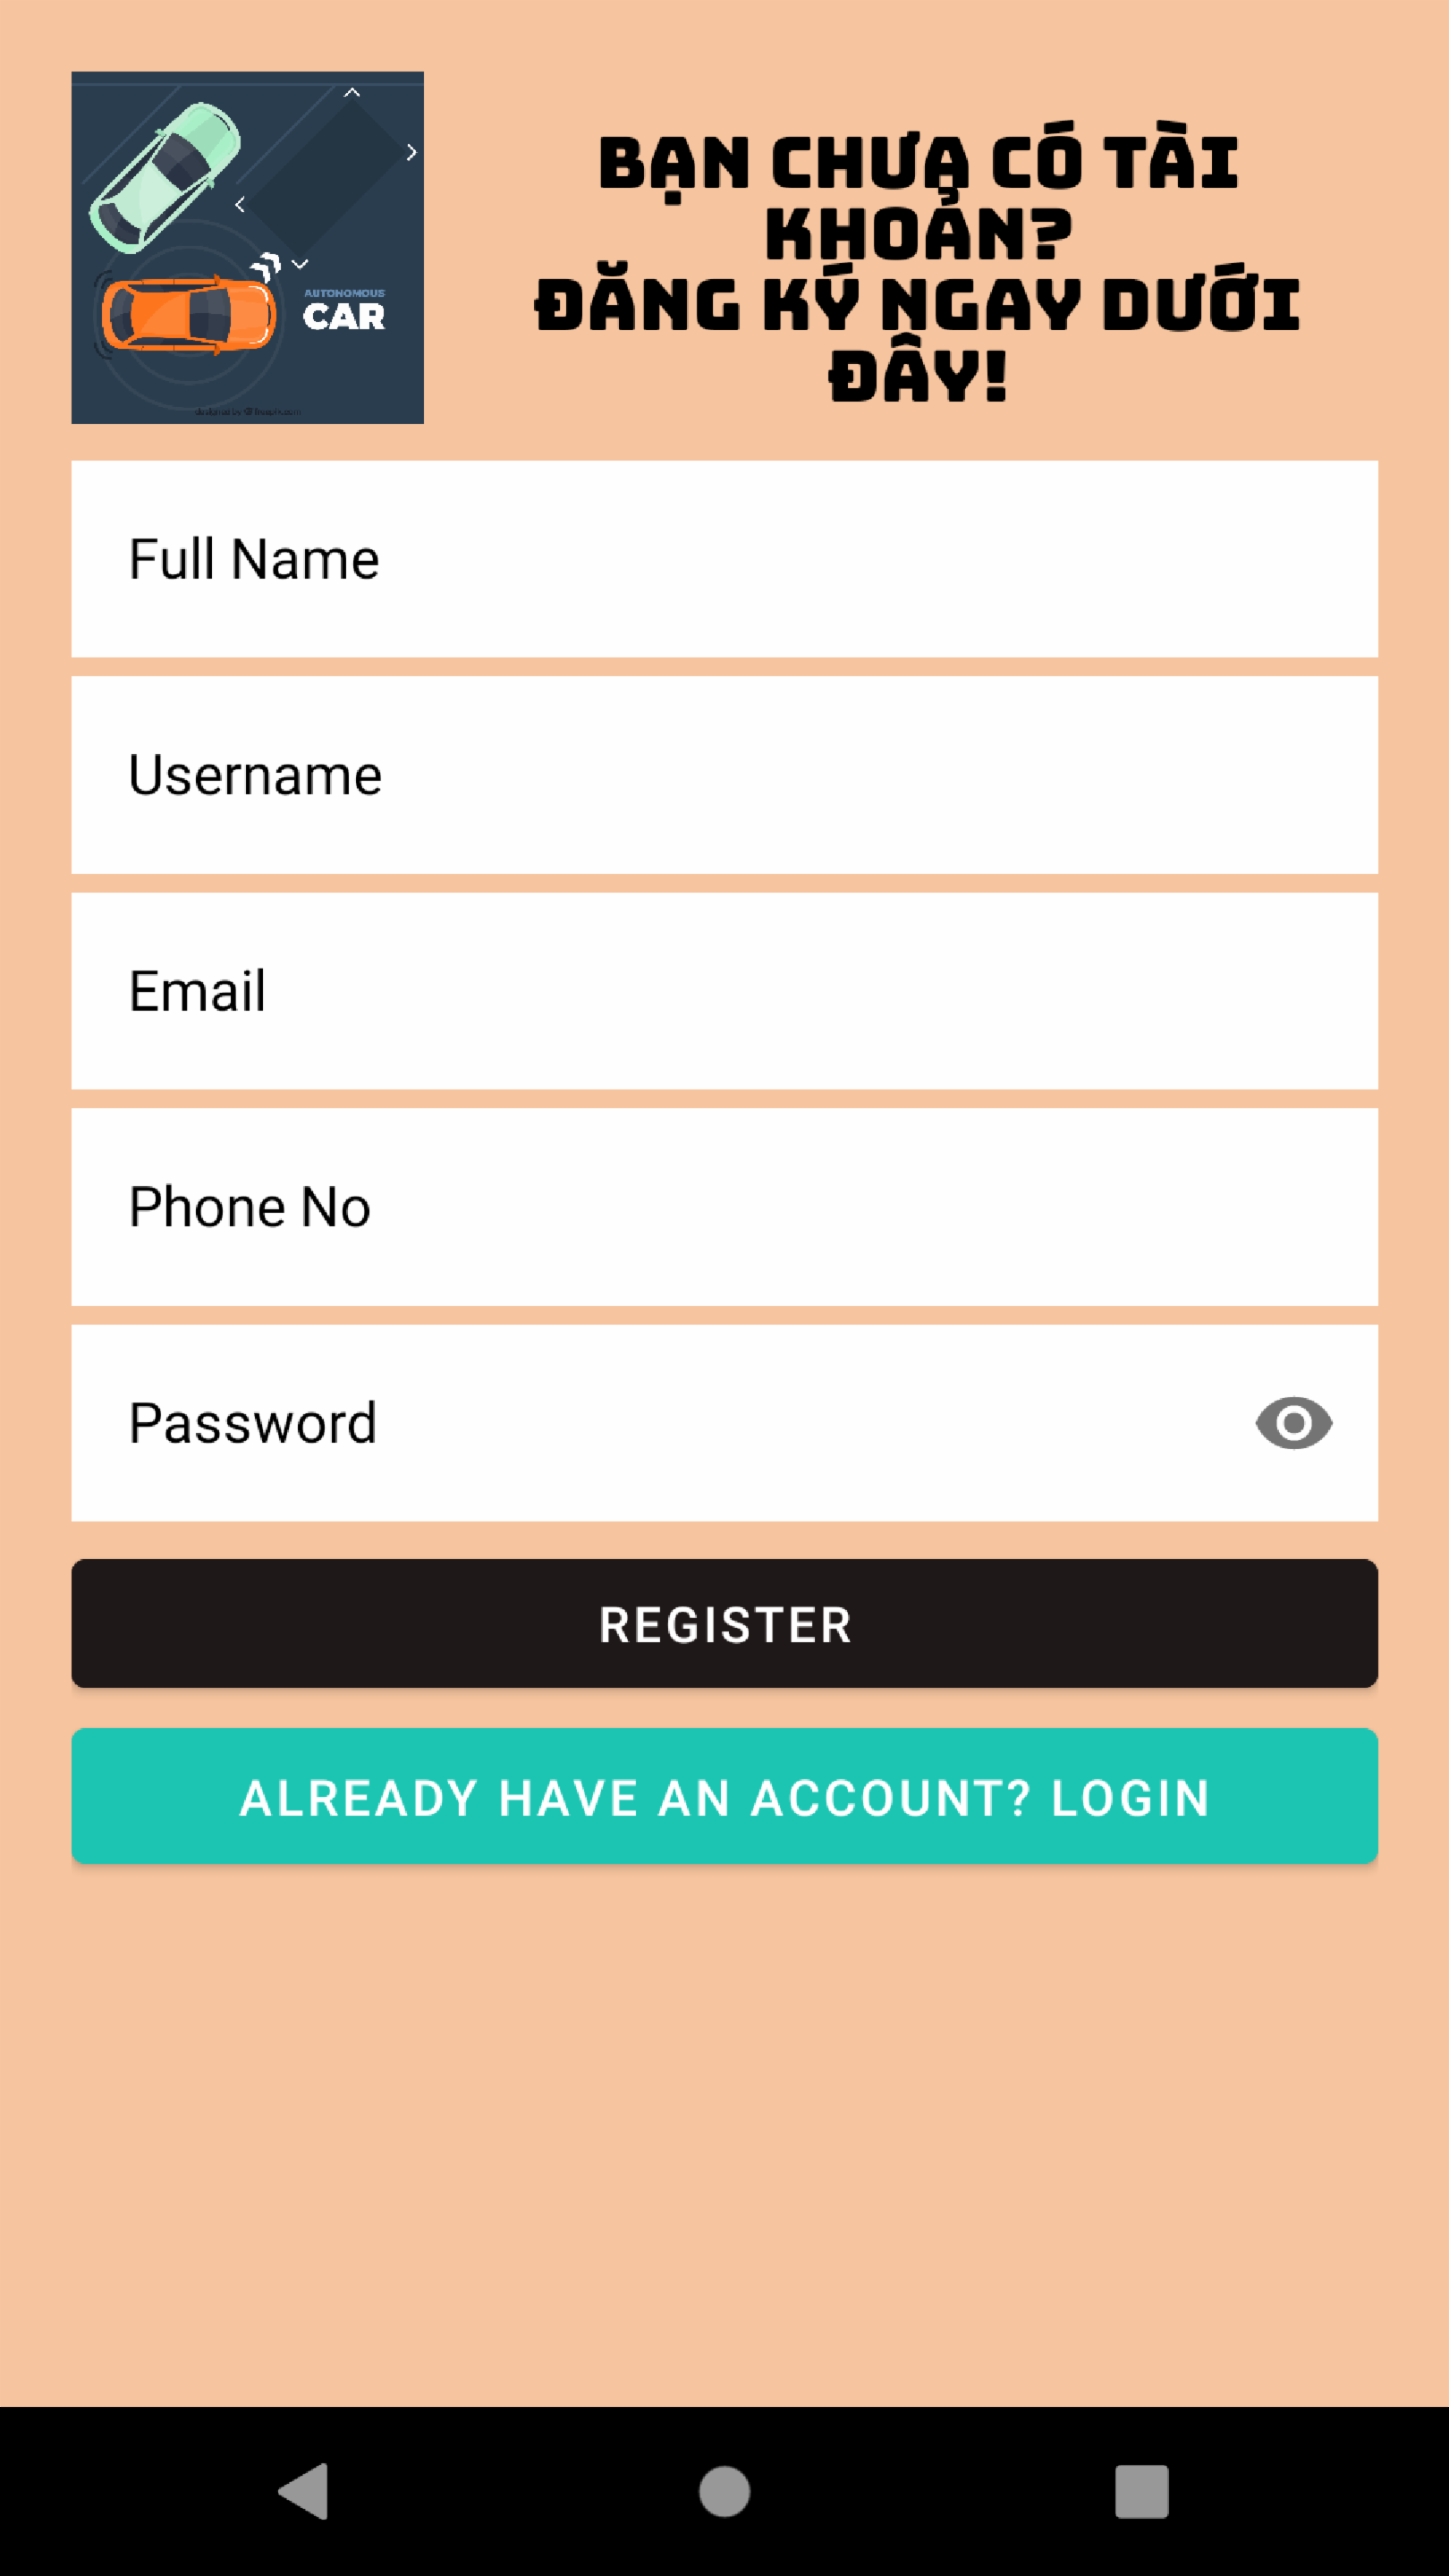 AUTONOMOUS
CAR
designed by freepik.com
BẠN CHƯA CÓ TÀI
KHOẢN?
ĐĂNG KÝ NGAY DƯỚI
ĐÂY!
Full Name
Username
Email
Phone No
Password
REGISTER
ALREADY HAVE AN ACCOUNT? LOGIN